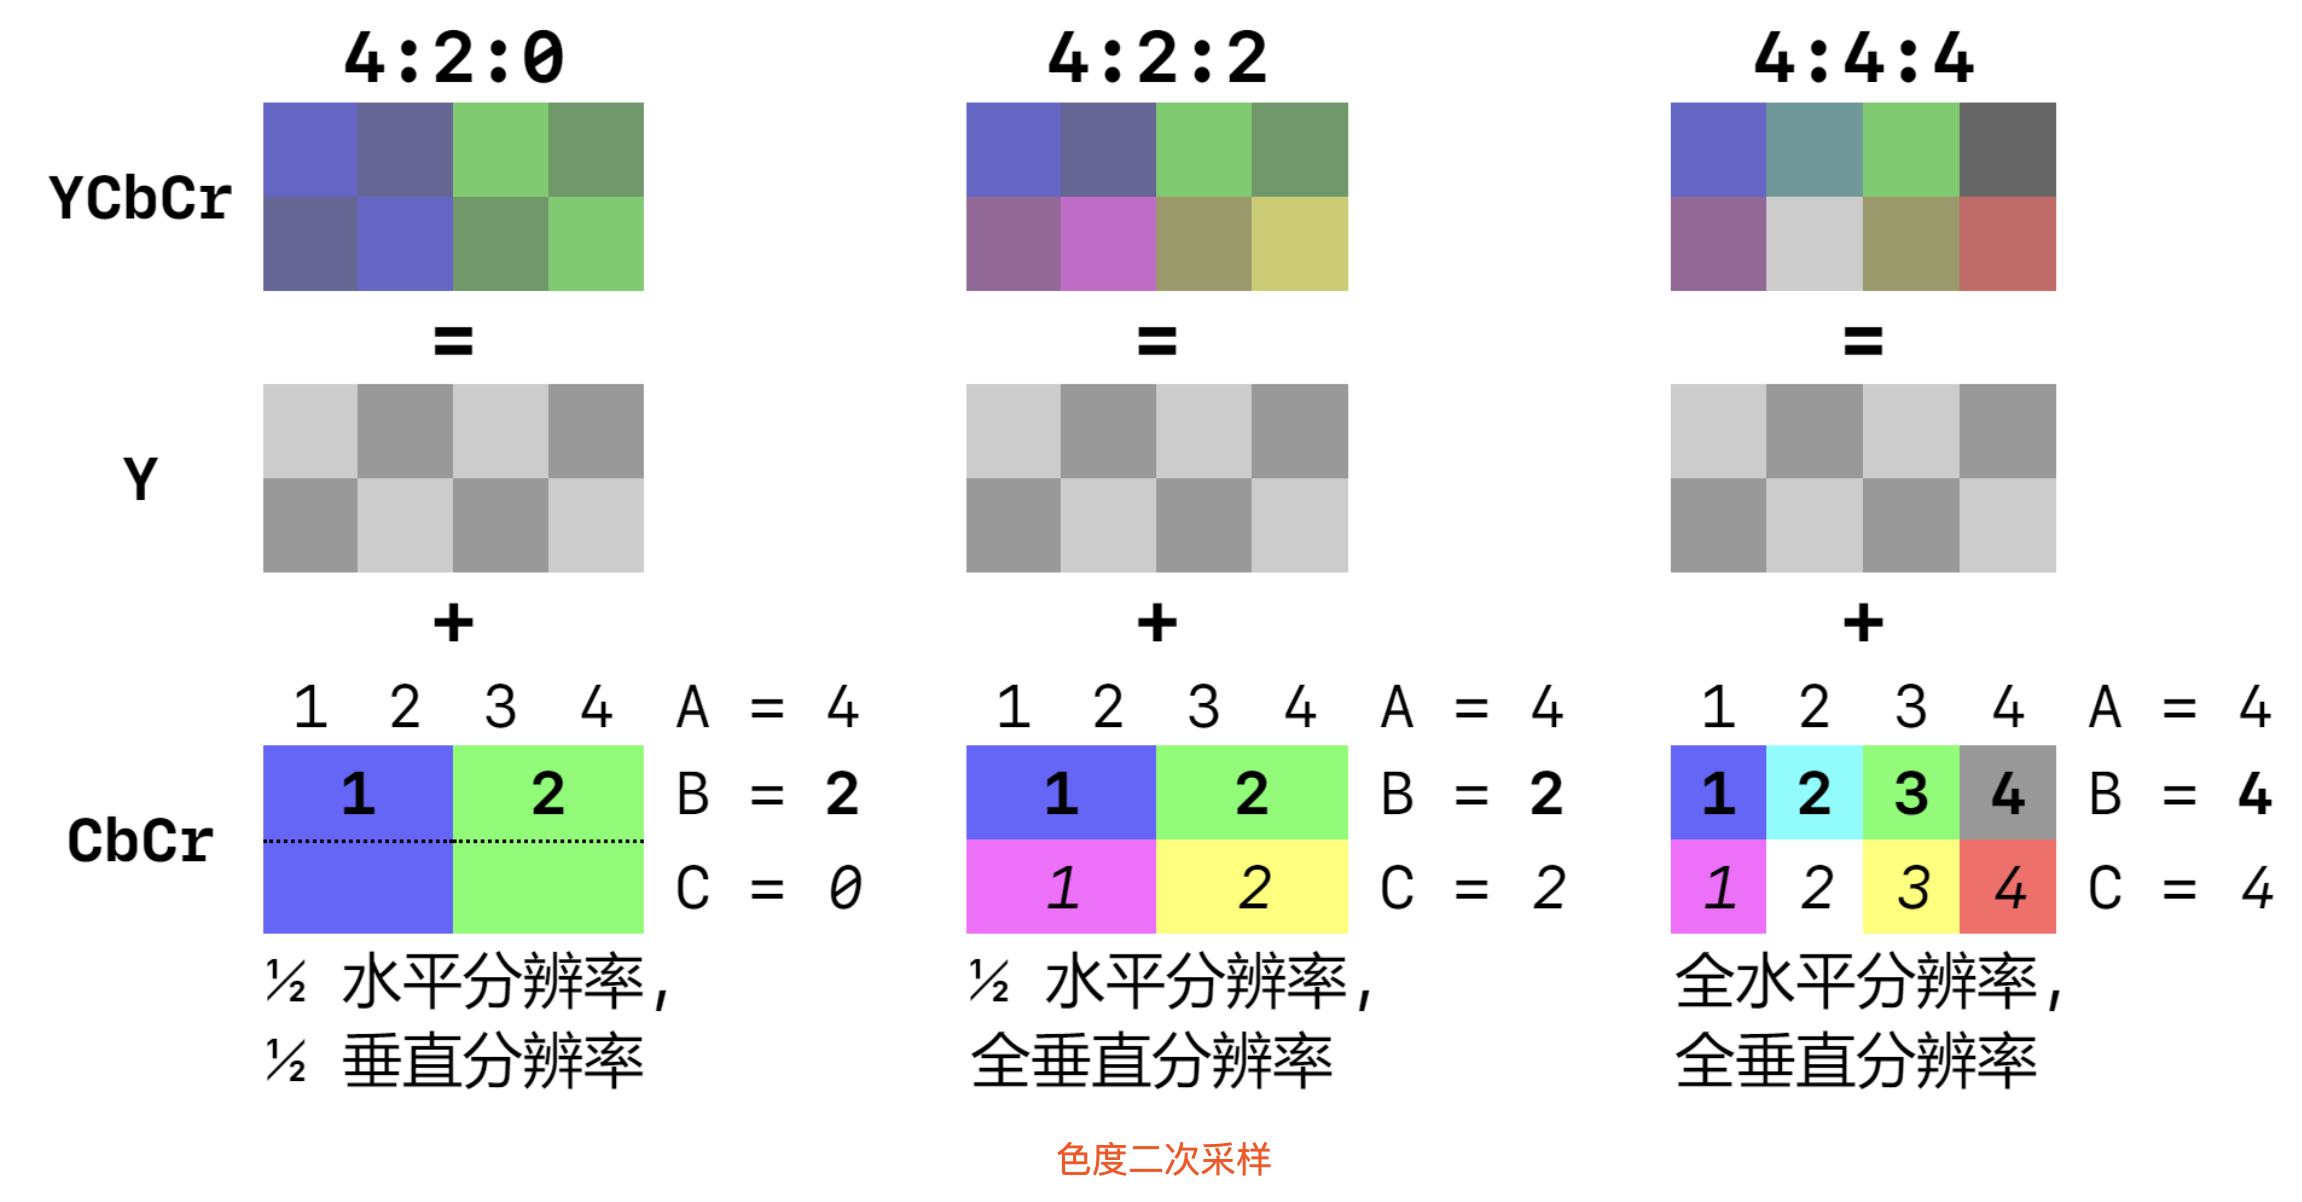 4:2:0 4:2:2 4:4:4
YCbCr
= = =
Y
+ + +
1 2 3 4 A = 4 1 2 3 4 A = 4 1 2 3 4 A = 4
1 2 B = 2 1 2 B = 2 1 2 3 4 B = 4
CbCr
C = 0 1 2 C = 2 1 2 3 4 C = 4
½ 水平分辨率, ½ 水平分辨率, 全水平分辨率,
½ 垂直分辨率 全垂直分辨率 全垂直分辨率
色度二次采样